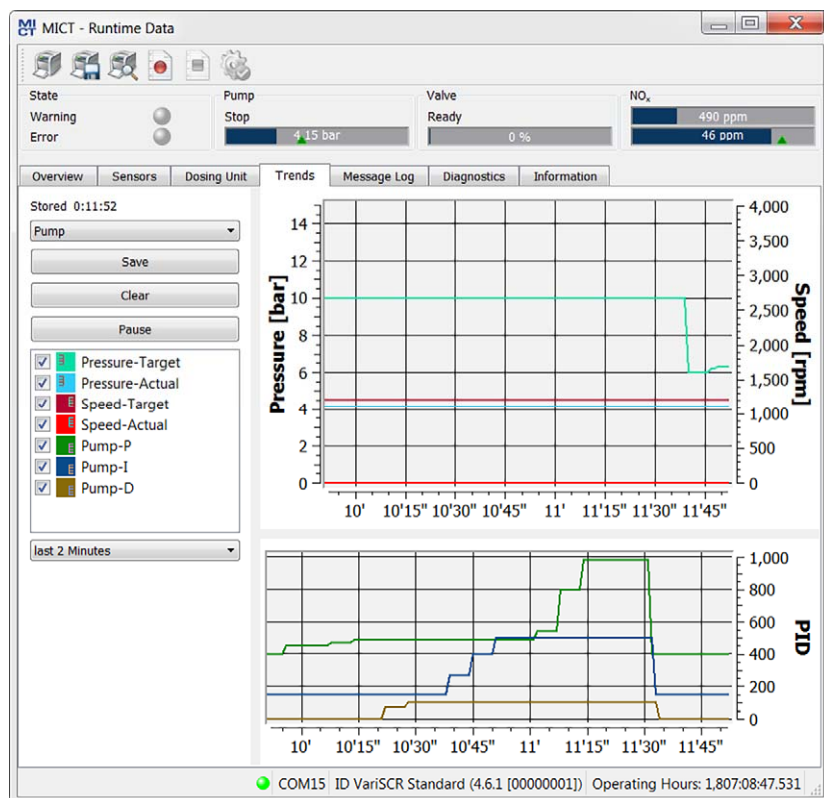 MICT MICT - Runtime Data
State
Warning
Error
Pump
Stop
4,15 bar
Valve
Ready
0 %
NOx
490 ppm
46 ppm
Overview Sensors Dosing Unit Trends Message Log Diagnostics Information
Stored 0:11:52
Pump
Save
Clear
Pause
Pressure-Target
Pressure-Actual
Speed-Target
Speed-Actual
Pump-P
Pump-I
Pump-D
last 2 Minutes
Pressure [bar]
14
12
10
8
6
4
2
0
Speed [rpm]
4,000
3,500
3,000
2,500
2,000
1,500
1,000
500
0
10' 10'15" 10'30" 10'45" 11' 11'15" 11'30" 11'45"
PID
1,000
800
600
400
200
0
10' 10'15" 10'30" 10'45" 11' 11'15" 11'30" 11'45"
COM15 ID VariSCR Standard (4.6.1 [00000001]) Operating Hours: 1,807:08:47.531